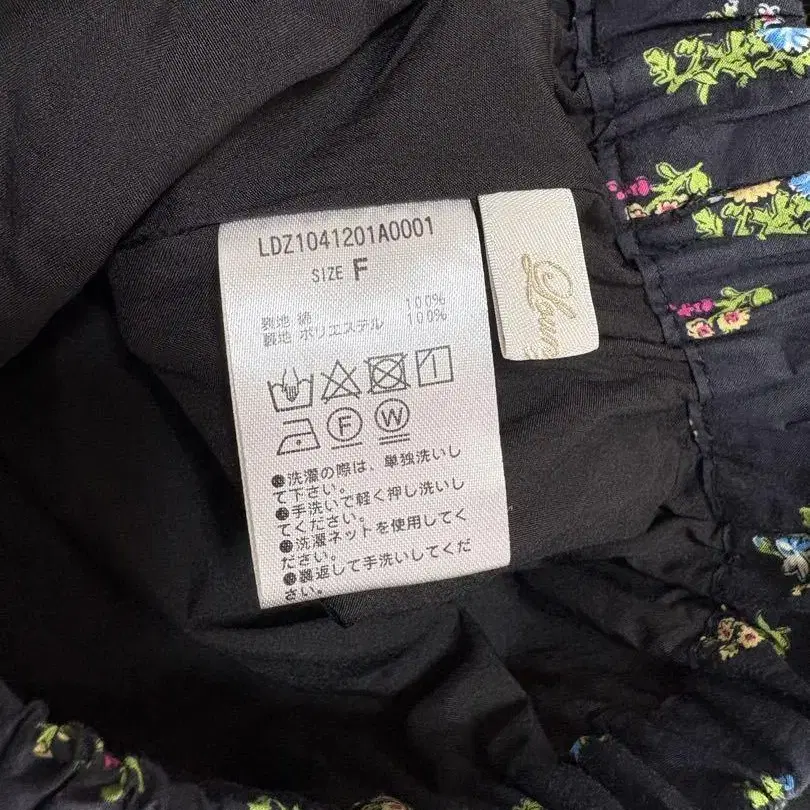 LDZ1041201A0001
SIZE F
表地 綿 100%
裏地 ポリエステル 100%
F W
●洗濯の際は、単独洗いし
て下さい。
●手洗いで軽く押し洗いし
てください。
●洗濯ネットを使用してく
ださい。
●裏返して手洗いしてくだ
さい。